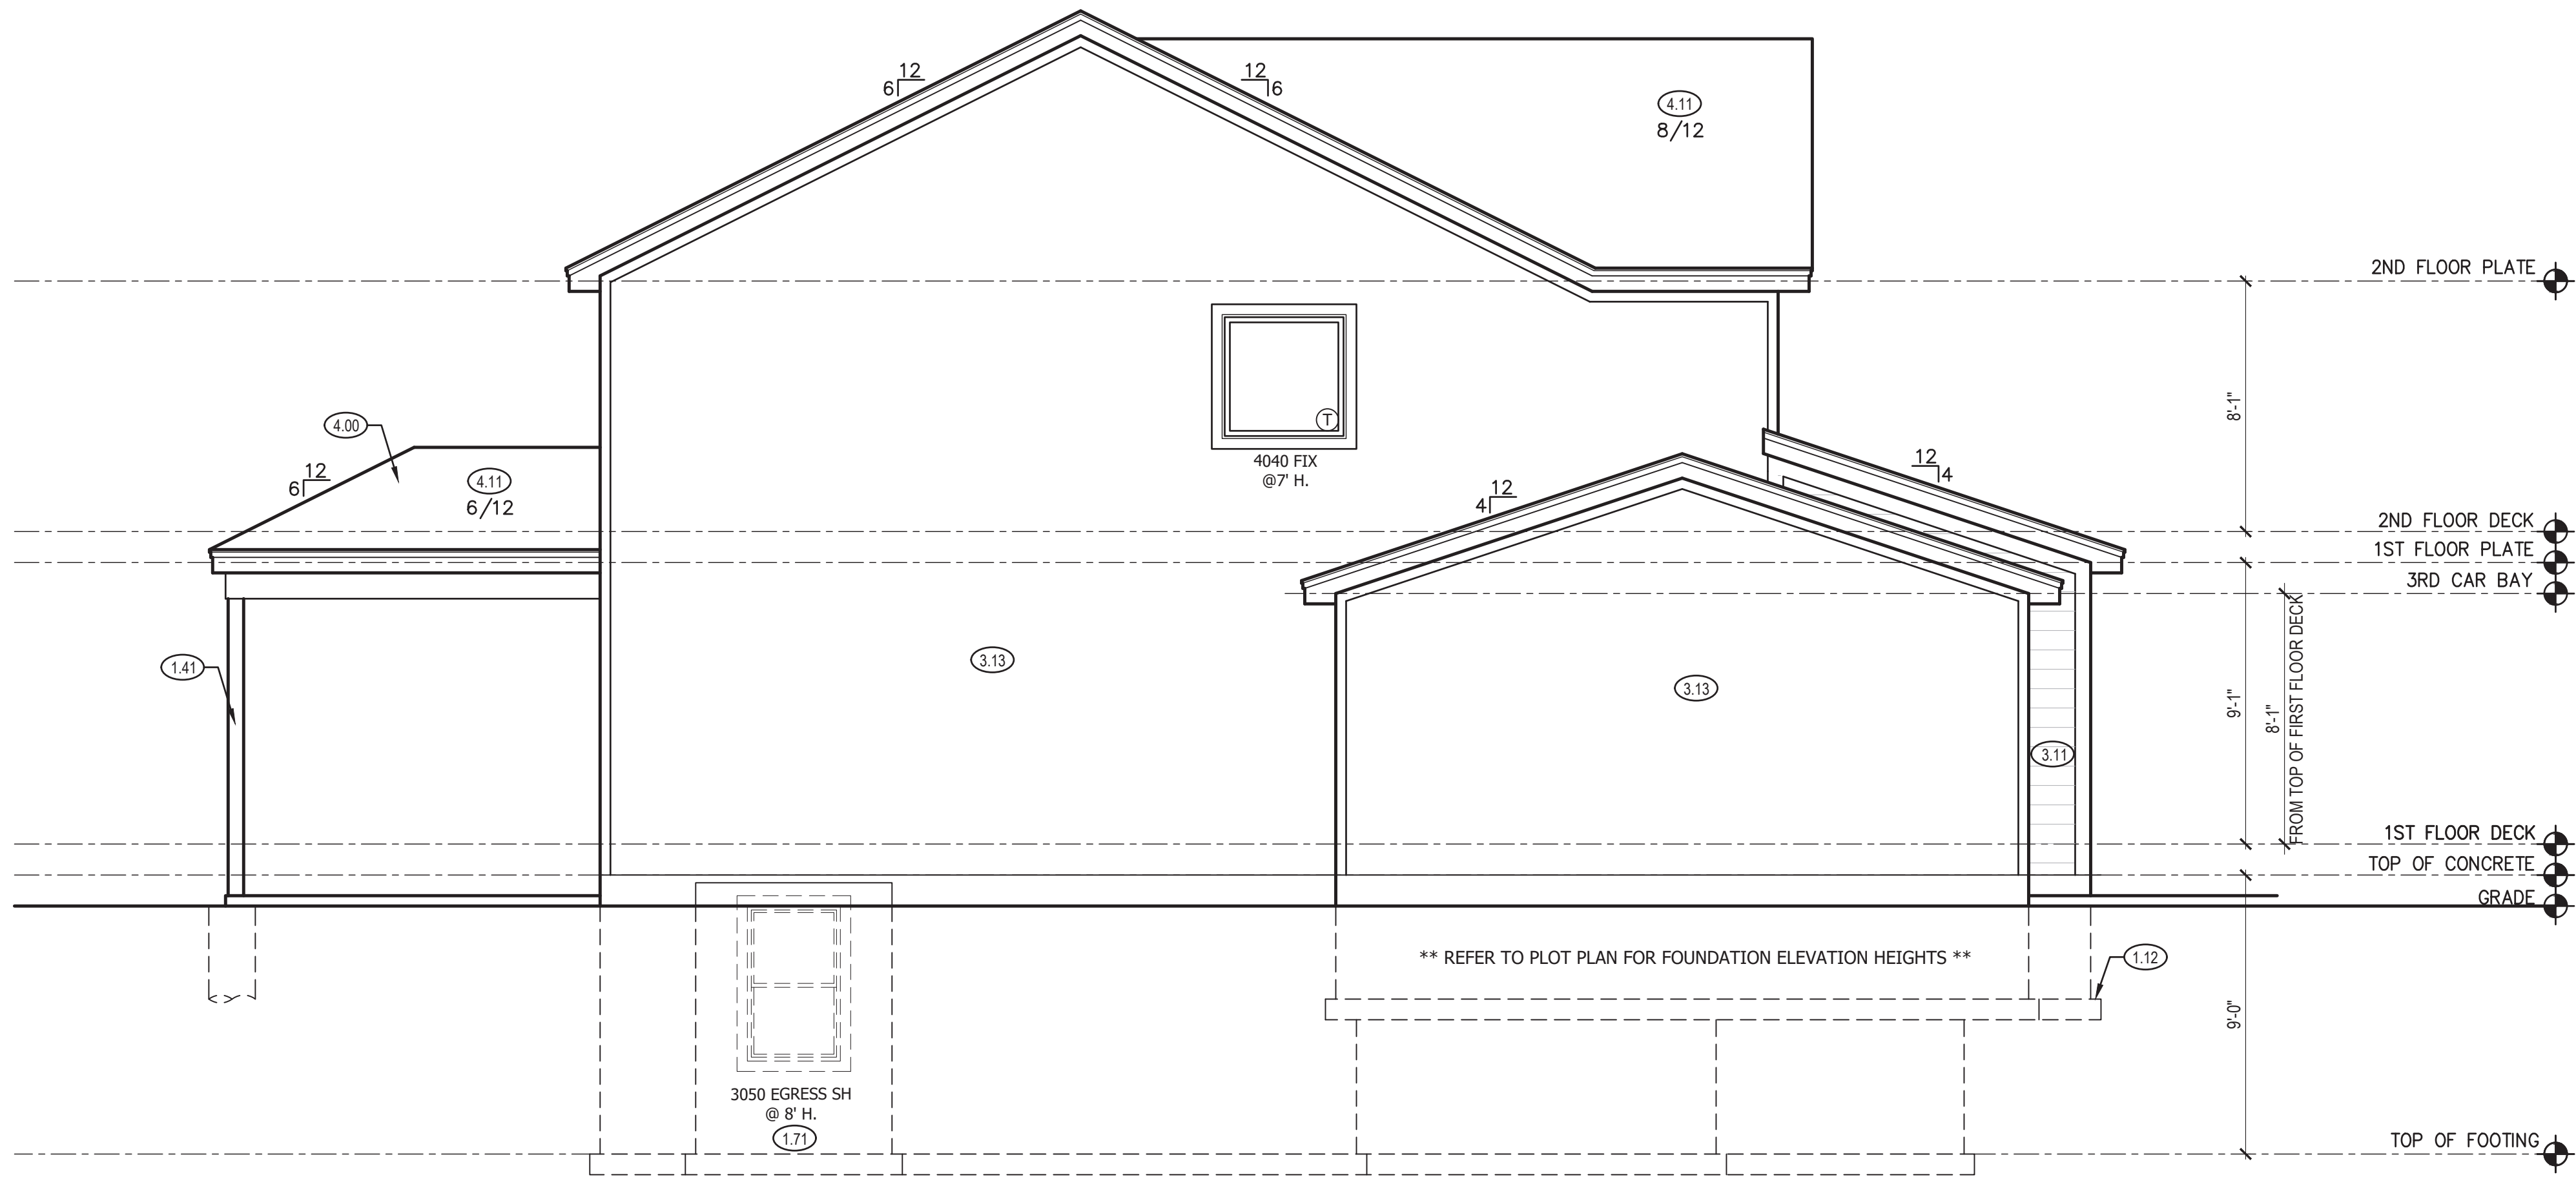 12
6
12
6
4.11
8/12
2ND FLOOR PLATE
8'-1"
4.00
12
6
4.11
6/12
T
4040 FIX
@7' H.
12
4
12
4
2ND FLOOR DECK
1ST FLOOR PLATE
3RD CAR BAY
1.41
3.13
3.13
3.11
9'-1"
8'-1"
FROM TOP OF FIRST FLOOR DECK
1ST FLOOR DECK
TOP OF CONCRETE
GRADE
** REFER TO PLOT PLAN FOR FOUNDATION ELEVATION HEIGHTS **
1.12
9'-0"
3050 EGRESS SH
@ 8' H.
1.71
TOP OF FOOTING